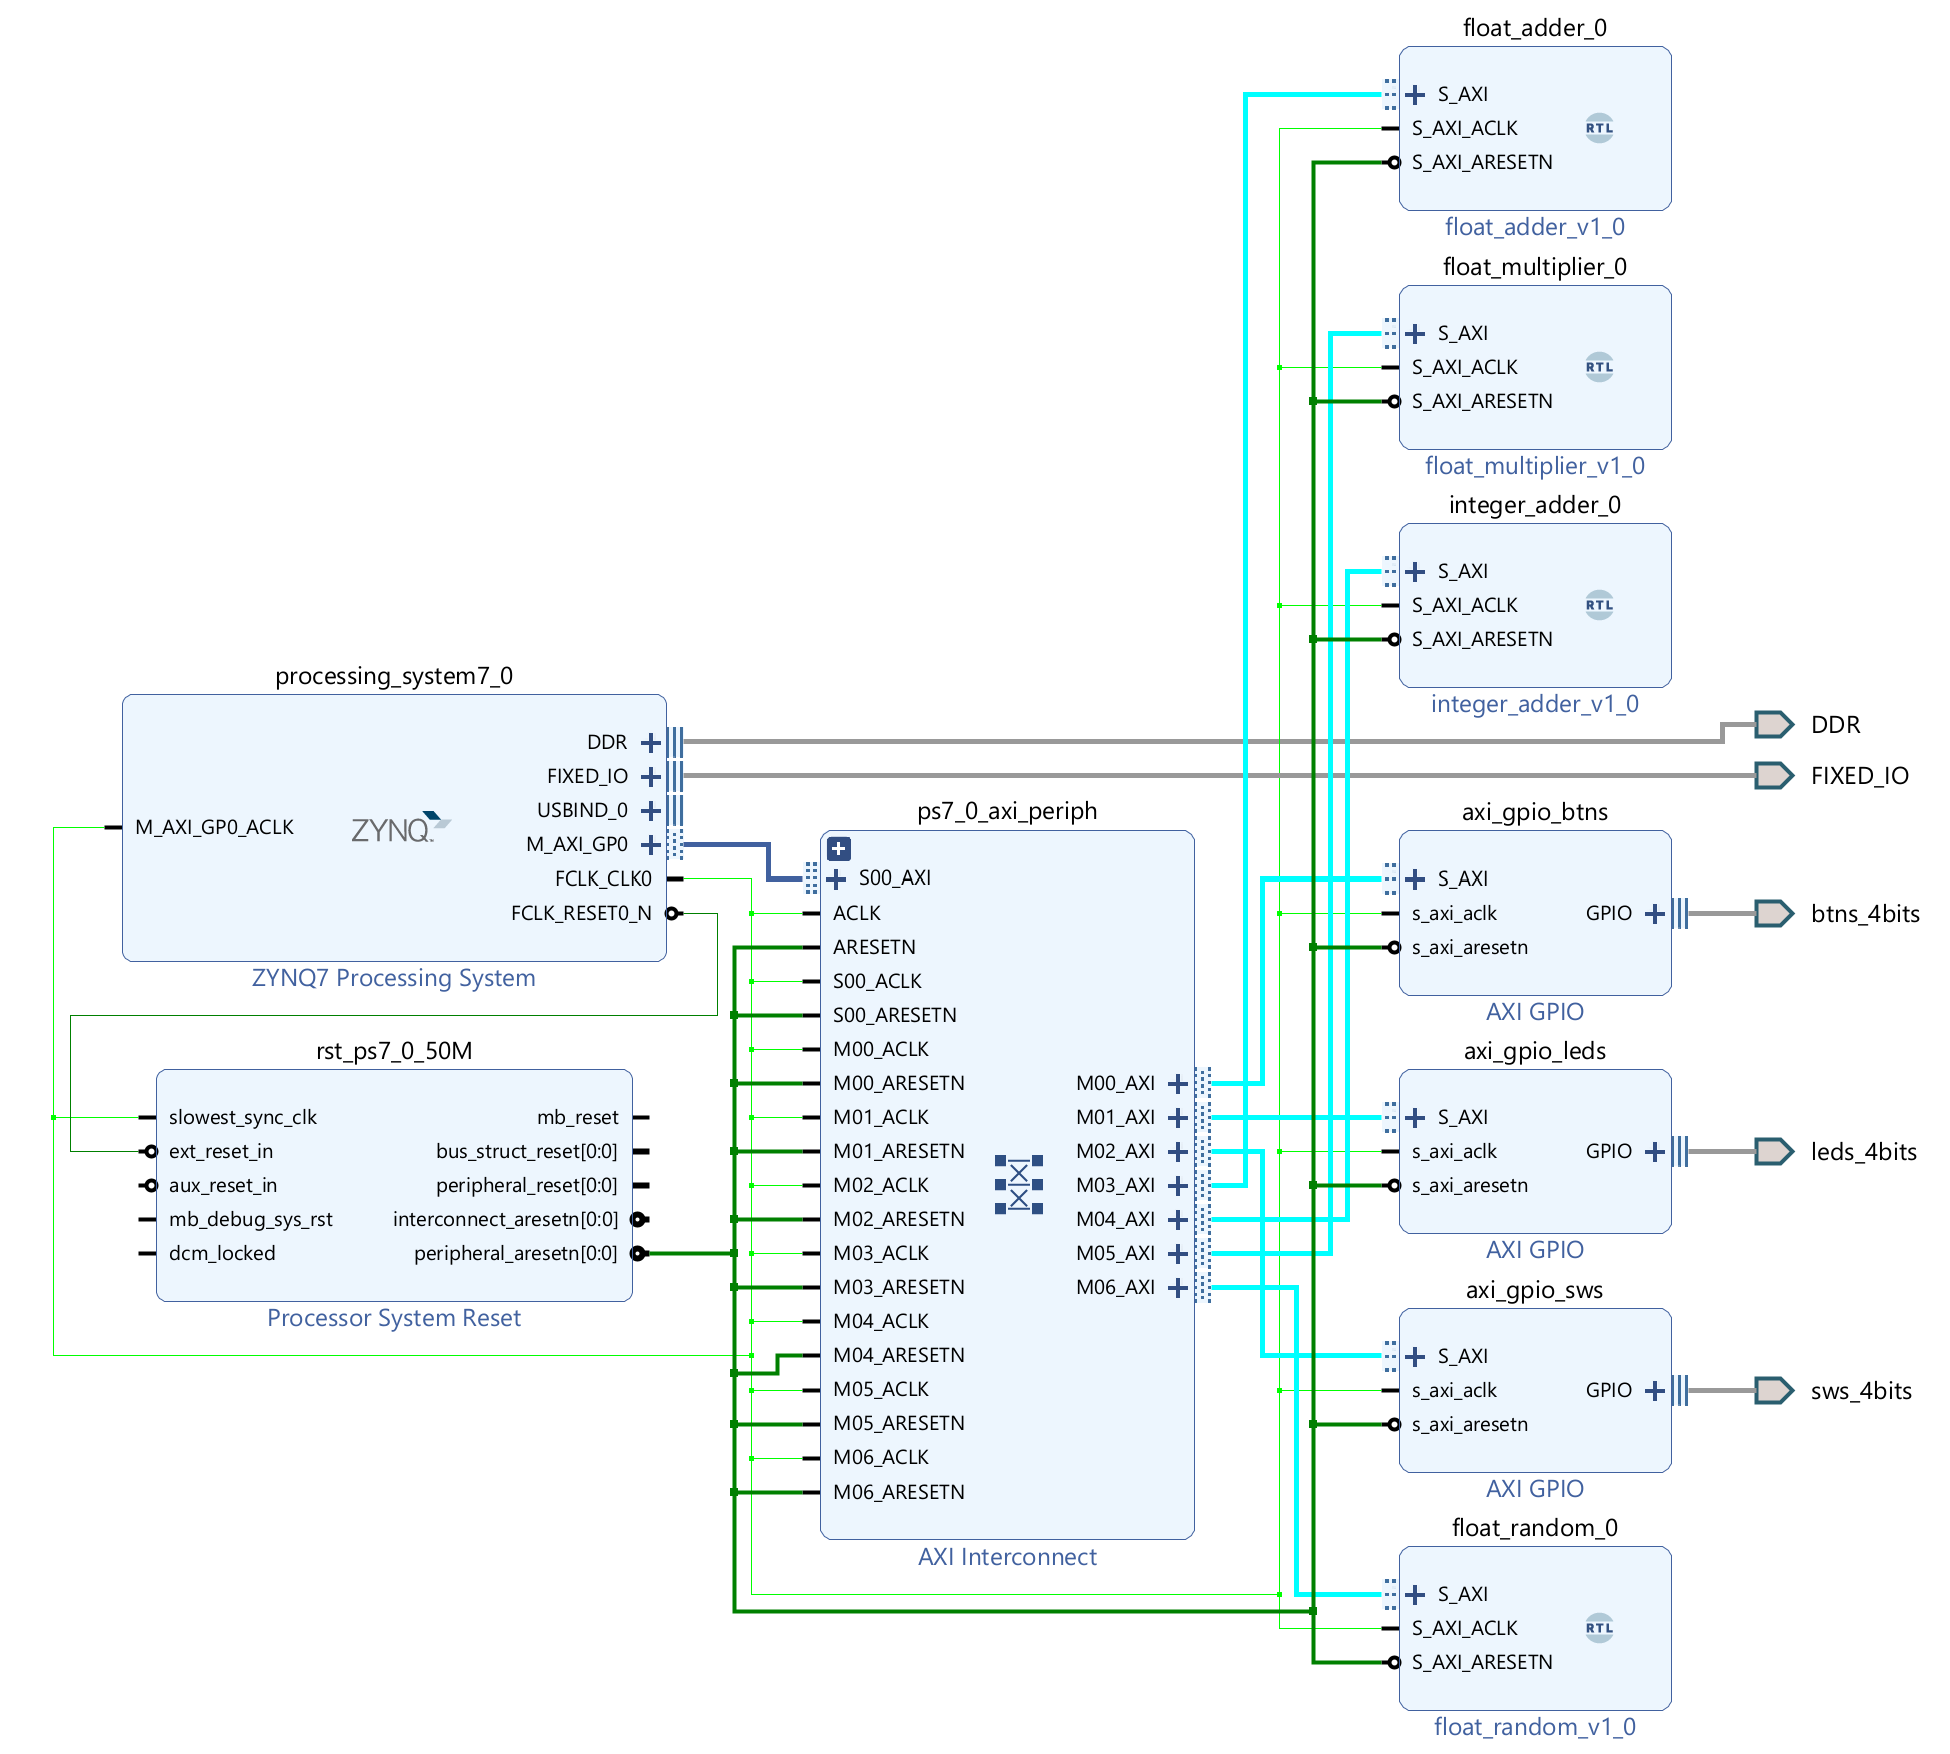 float_adder_0
S_AXI
S_AXI_ACLK
RTL
S_AXI_ARESETN
float_adder_v1_0
float_multiplier_0
S_AXI
S_AXI_ACLK
RTL
S_AXI_ARESETN
float_multiplier_v1_0
integer_adder_0
S_AXI
S_AXI_ACLK
RTL
S_AXI_ARESETN
integer_adder_v1_0
processing_system7_0
DDR
FIXED_IO
USBIND_0
M_AXI_GP0_ACLK
ZYNQ
M_AXI_GP0
FCLK_CLK0
FCLK_RESET0_N
ZYNQ7 Processing System
DDR
FIXED_IO
rst_ps7_0_50M
slowest_sync_clk
ext_reset_in
aux_reset_in
mb_debug_sys_rst
dcm_locked
mb_reset
bus_struct_reset[0:0]
peripheral_reset[0:0]
interconnect_aresetn[0:0]
peripheral_aresetn[0:0]
Processor System Reset
ps7_0_axi_periph
S00_AXI
ACLK
ARESETN
S00_ACLK
S00_ARESETN
M00_ACLK
M00_ARESETN
M01_ACLK
M01_ARESETN
M02_ACLK
M02_ARESETN
M03_ACLK
M03_ARESETN
M04_ACLK
M04_ARESETN
M05_ACLK
M05_ARESETN
M06_ACLK
M06_ARESETN
M00_AXI
M01_AXI
M02_AXI
M03_AXI
M04_AXI
M05_AXI
M06_AXI
AXI Interconnect
axi_gpio_btns
S_AXI
s_axi_aclk
s_axi_aresetn
GPIO
AXI GPIO
btns_4bits
axi_gpio_leds
S_AXI
s_axi_aclk
s_axi_aresetn
GPIO
AXI GPIO
leds_4bits
axi_gpio_sws
S_AXI
s_axi_aclk
s_axi_aresetn
GPIO
AXI GPIO
sws_4bits
float_random_0
S_AXI
S_AXI_ACLK
RTL
S_AXI_ARESETN
float_random_v1_0